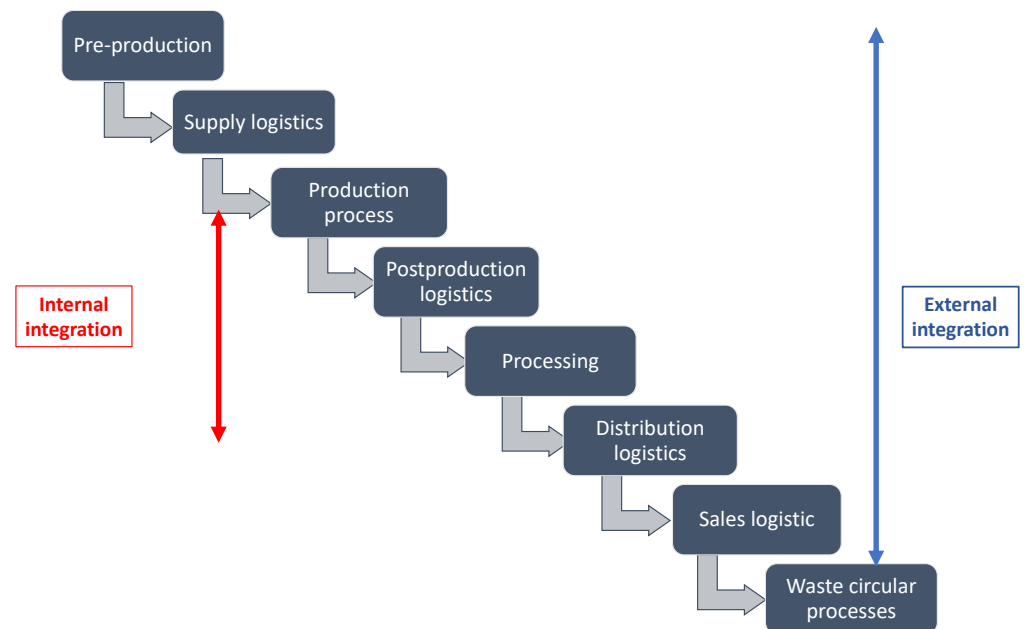 Pre-production
Supply logistics
Production
process
Postproduction
logistics
Internal
integration
External
integration
Processing
Distribution
logistics
Sales logistic
Waste circular
processes